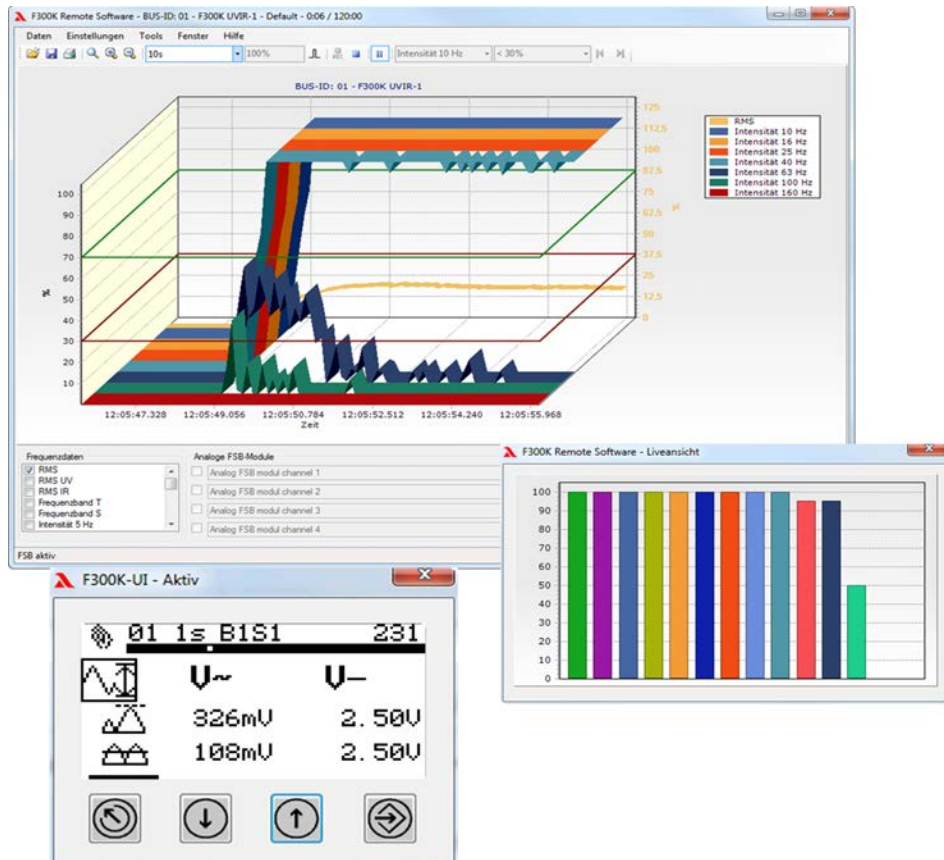 F300K Remote Software - BUS-ID: 01 - F300K UVIR-1 - Default - 0:06 / 120:00
Daten Einstellungen Tools Fenster Hilfe
10s 100% Intensität 10 Hz < 30%
BUS-ID: 01 - F300K UVIR-1
100
90
80
70
60
50
40
30
20
10
%
125
112,5
100
87,5
75
62,5
50
37,5
25
12,5
0
%
RMS
Intensität 10 Hz
Intensität 16 Hz
Intensität 25 Hz
Intensität 40 Hz
Intensität 63 Hz
Intensität 100 Hz
Intensität 160 Hz
12:05:47.328 12:05:49.056 12:05:50.784 12:05:52.512 12:05:54.240 12:05:55.968
Zeit
Frequenzdaten
RMS
RMS UV
RMS IR
Frequenzband T
Frequenzband S
Intensität 5 Hz
Analoge FSB-Module
Analog FSB modul channel 1
Analog FSB modul channel 2
Analog FSB modul channel 3
Analog FSB modul channel 4
FSB aktiv
F300K Remote Software - Liveansicht
100
90
80
70
60
50
40
30
20
10
0
F300K-UI - Aktiv
01 1s B1S1 231
V~ V–
326mV 2.50V
108mV 2.50V